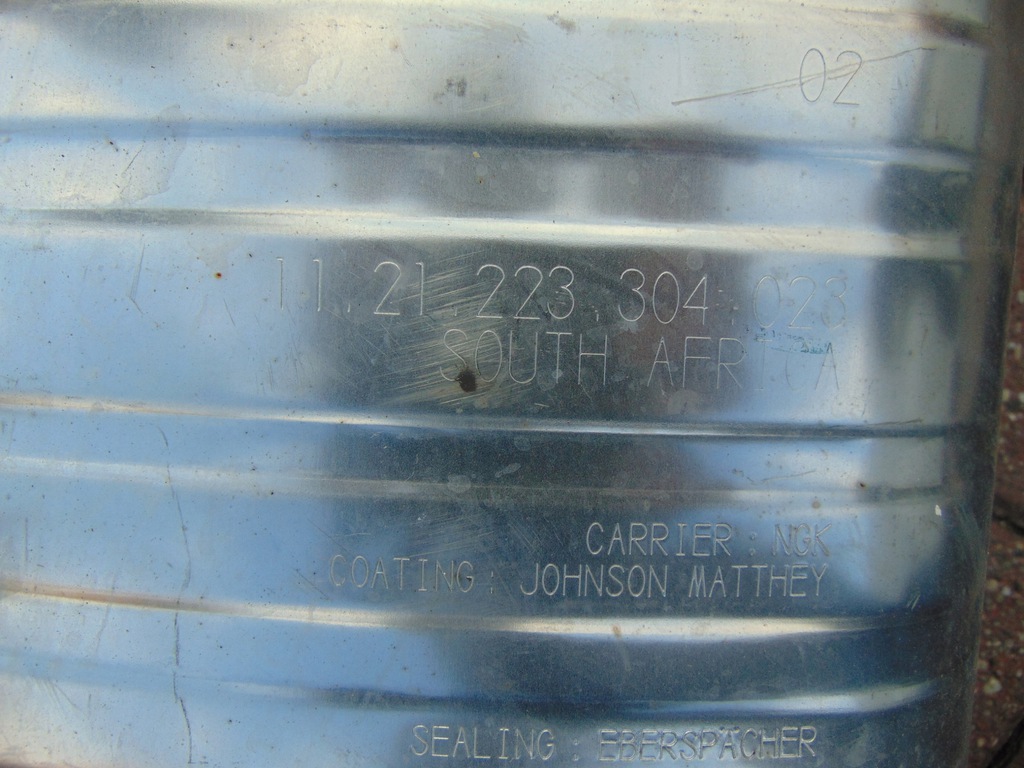 02
11.21.223.304.023
SOUTH AFRICA
CARRIER : NGK
COATING : JOHNSON MATTHEY
SEALING : EBERSPÄCHER